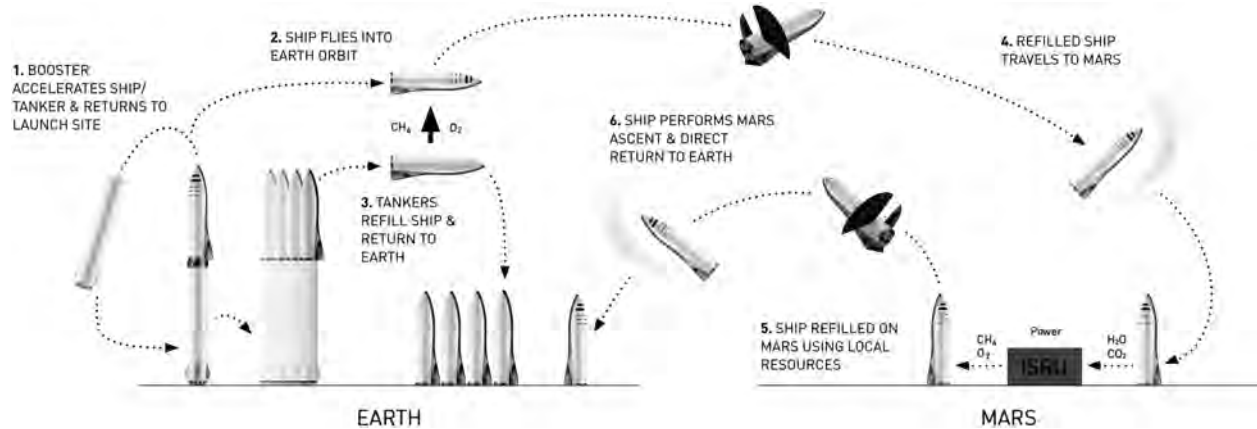 1. BOOSTER
ACCELERATES SHIP/
TANKER & RETURNS TO
LAUNCH SITE
2. SHIP FLIES INTO
EARTH ORBIT
CH₄ O₂
3. TANKERS
REFILL SHIP &
RETURN TO
EARTH
4. REFILLED SHIP
TRAVELS TO MARS
6. SHIP PERFORMS MARS
ASCENT & DIRECT
RETURN TO EARTH
5. SHIP REFILLED ON
MARS USING LOCAL
RESOURCES
CH₄
O₂
Power
ISRU
H₂O
CO₂
EARTH
MARS